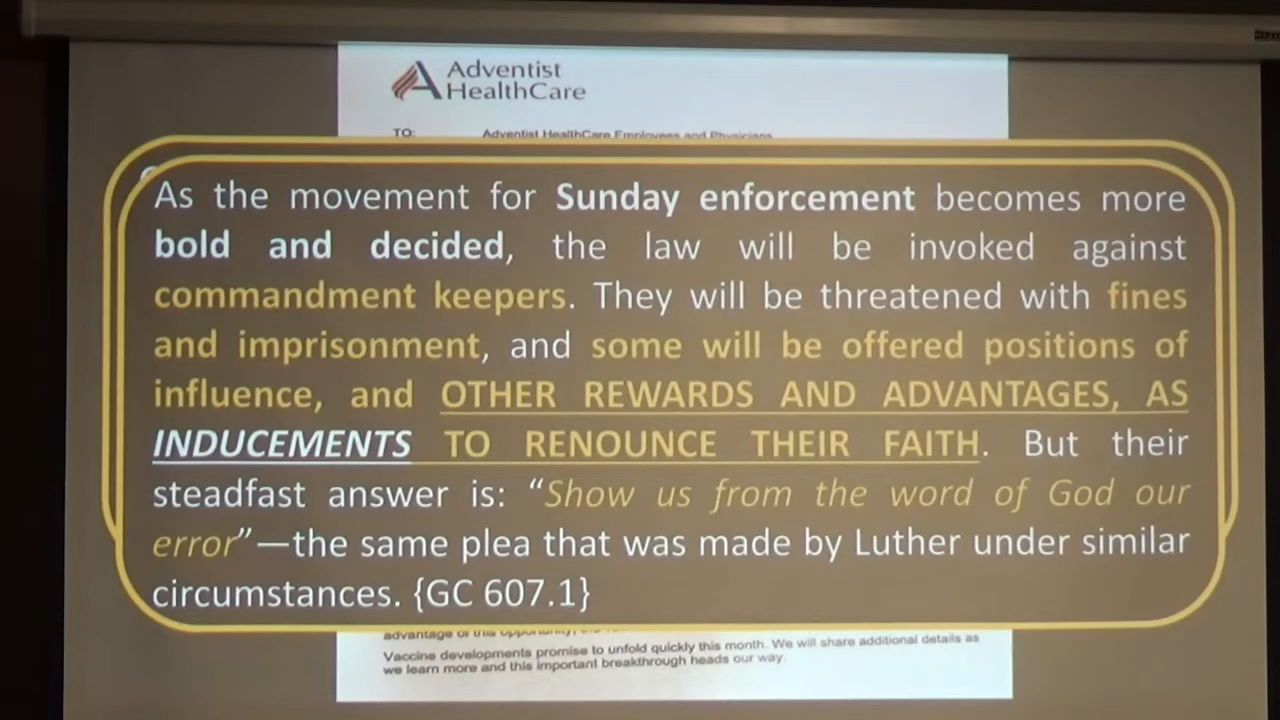 Adventist
HealthCare
TO: Adventist HealthCare Employees and Physicians
As the movement for Sunday enforcement becomes more
bold and decided, the law will be invoked against
commandment keepers. They will be threatened with fines
and imprisonment, and some will be offered positions of
influence, and OTHER REWARDS AND ADVANTAGES, AS
INDUCEMENTS TO RENOUNCE THEIR FAITH. But their
steadfast answer is: “Show us from the word of God our
error”—the same plea that was made by Luther under similar
circumstances. {GC 607.1}
advantage of this opportunity,
Vaccine developments promise to unfold quickly this month. We will share additional details as
we learn more and this important breakthrough heads our way.